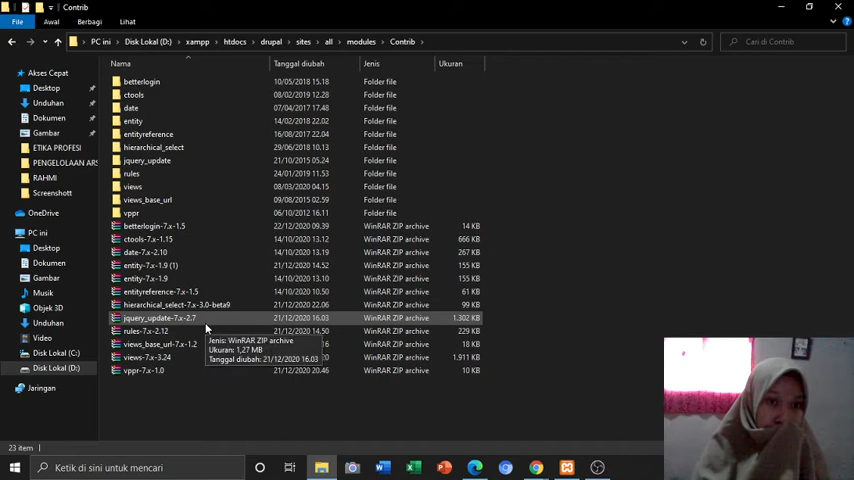 Contrib
File Awal Berbagi Lihat
PC ini Disk Lokal (D:) xampp htdocs drupal sites all modules Contrib Cari di Contrib
Nama Tanggal diubah Jenis Ukuran
Akses Cepat
Desktop
Unduhan
Dokumen
Gambar
ETIKA PROFESI
PENGELOLAAN ARS
RAHMI
Screenshott
OneDrive
PC ini
Desktop
Dokumen
Gambar
Musik
Objek 3D
Unduhan
Video
Disk Lokal (C:)
Disk Lokal (D:)
Jaringan
betterlogin 10/05/2018 15.18 Folder file
ctools 08/02/2019 12.28 Folder file
date 07/04/2017 17.48 Folder file
entity 14/02/2018 22.02 Folder file
entityreference 16/08/2017 22.04 Folder file
hierarchical_select 29/06/2018 10.13 Folder file
jquery_update 21/10/2015 05.24 Folder file
rules 24/01/2019 11.53 Folder file
views 08/03/2020 04.15 Folder file
views_base_url 09/08/2015 02.59 Folder file
vppr 06/10/2012 16.11 Folder file
betterlogin-7.x-1.5 22/12/2020 09.39 WinRAR ZIP archive 14 KB
ctools-7.x-1.15 14/10/2020 13.12 WinRAR ZIP archive 666 KB
date-7.x-2.10 14/10/2020 13.19 WinRAR ZIP archive 267 KB
entity-7.x-1.9 (1) 21/12/2020 14.52 WinRAR ZIP archive 155 KB
entity-7.x-1.9 14/10/2020 13.10 WinRAR ZIP archive 155 KB
entityreference-7.x-1.5 14/10/2020 14.50 WinRAR ZIP archive 61 KB
hierarchical_select-7.x-3.0-beta9 21/12/2020 22.06 WinRAR ZIP archive 99 KB
jquery_update-7.x-2.7 21/12/2020 16.03 WinRAR ZIP archive 1.302 KB
rules-7.x-2.12 21/12/2020 14.50 WinRAR ZIP archive 229 KB
views_base_url-7.x-1.2 WinRAR ZIP archive 18 KB
views-7.x-3.24 WinRAR ZIP archive 1.911 KB
vppr-7.x-1.0 21/12/2020 20.46 WinRAR ZIP archive 10 KB
Jenis: WinRAR ZIP archive
Ukuran: 1,27 MB
Tanggal diubah: 21/12/2020 16.03
23 item
Ketik di sini untuk mencari